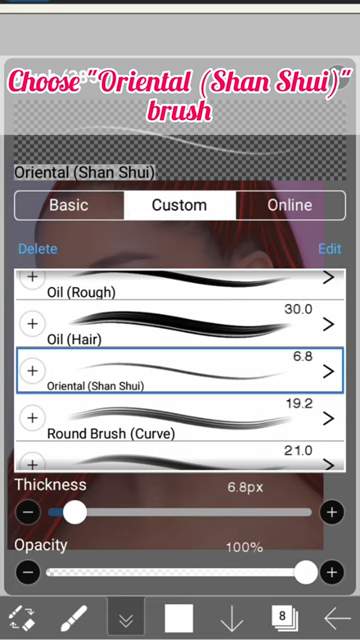 Choose "Oriental (Shan Shui)"
brush
Oriental (Shan Shui)
Basic
Custom
Online
Delete
Edit
Oil (Rough)
30.0
Oil (Hair)
6.8
Oriental (Shan Shui)
19.2
Round Brush (Curve)
21.0
Thickness
6.8px
Opacity
100%
8